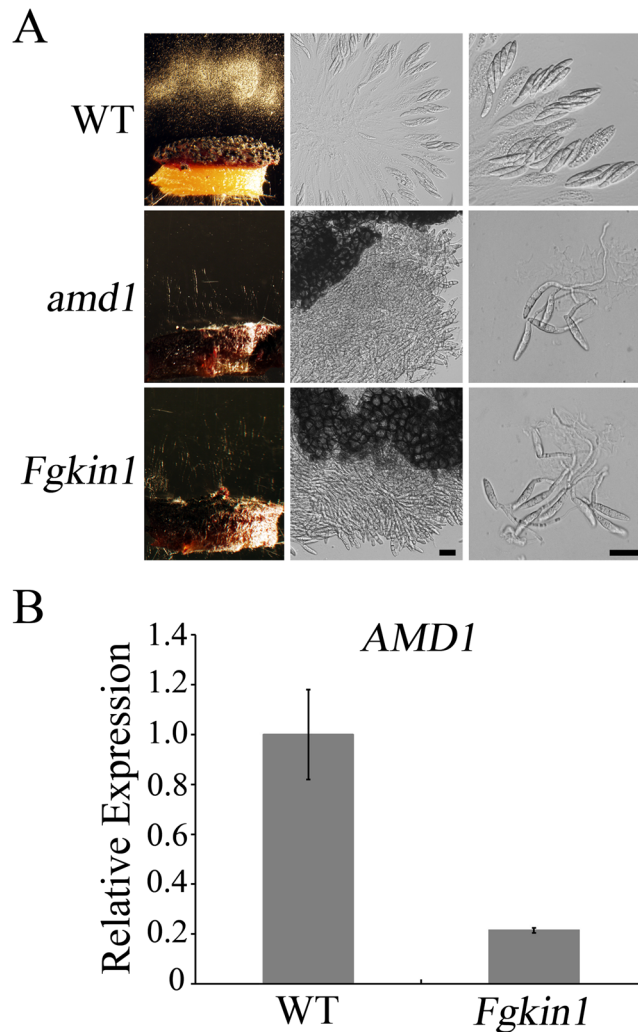 A
WT
amd1
Fgkin1
B
AMD1
Relative Expression
1.4
1.2
1.0
0.8
0.6
0.4
0.2
0
WT
Fgkin1